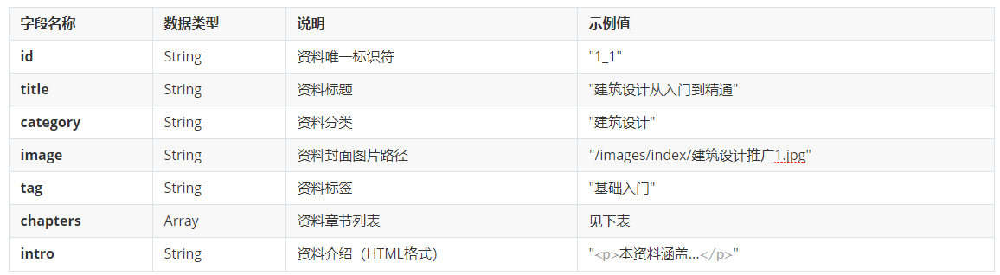 字段名称 数据类型 说明 示例值
id String 资料唯一标识符 "1_1"
title String 资料标题 "建筑设计从入门到精通"
category String 资料分类 "建筑设计"
image String 资料封面图片路径 "/images/index/建筑设计推广1.jpg"
tag String 资料标签 "基础入门"
chapters Array 资料章节列表 见下表
intro String 资料介绍（HTML格式） "<p>本资料涵盖...</p>"